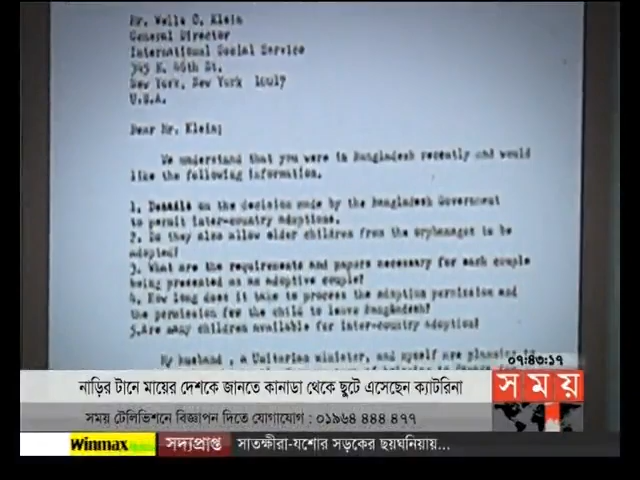 Mr. Wells C. Klein
General Director
International Social Service
345 E. 46th St.
New York, New York 10017
U.S.A.
Dear Mr. Klein;
We understand that you were in Bangladesh recently and would
like the following information.
1. Details on the decision made by the Bangladesh Government
to permit inter-country adoptions.
2. Do they also allow older children from the orphanages to be
adopted?
3. What are the requirements and papers necessary for each couple
being presented as an adoptive couple?
4. How long does it take to process the adoption permission and
the permission for the child to leave Bangladesh?
5. Are many children available for inter-country adoption?
My husband, a Unitarian minister, and myself are planning to
০৭:৪৩:১৭
নাড়ির টানে মায়ের দেশকে জানতে কানাডা থেকে ছুটে এসেছেন ক্যাটরিনা
সময়
সময় টেলিভিশনে বিজ্ঞাপন দিতে যোগাযোগ : ০১৯৬৪ ৪৪৪ ৪৭৭
Winmax
সদ্যপ্রাপ্ত
সাতক্ষীরা-যশোর সড়কের ছয়ঘনিয়ায়...